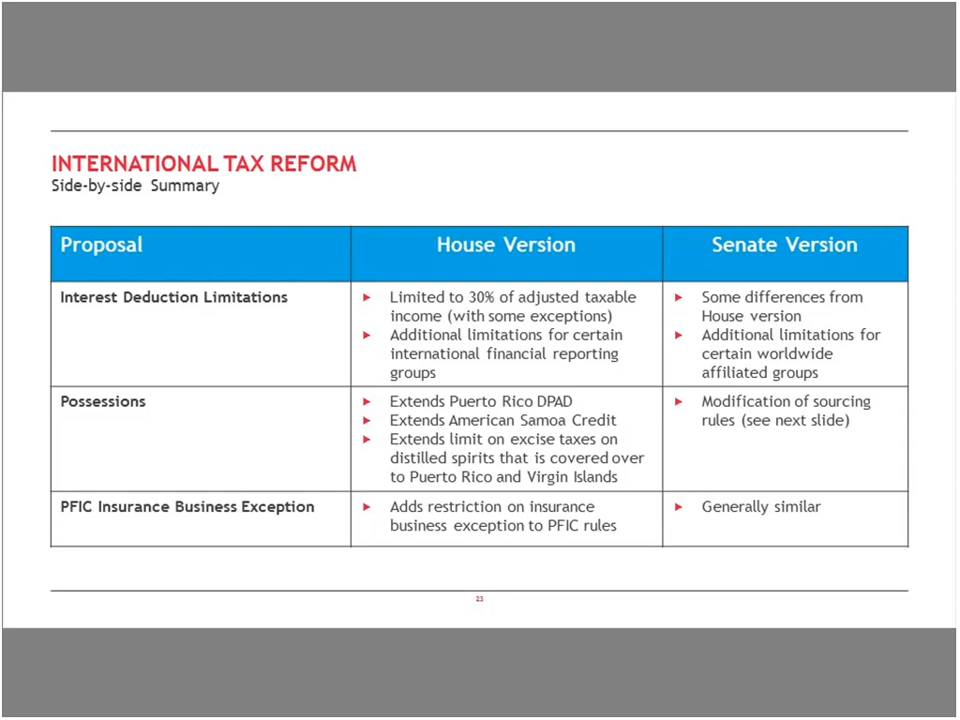 INTERNATIONAL TAX REFORM
Side-by-side Summary
Proposal
House Version
Senate Version
Interest Deduction Limitations
Limited to 30% of adjusted taxable
income (with some exceptions)
Additional limitations for certain
international financial reporting
groups
Some differences from
House version
Additional limitations for
certain worldwide
affiliated groups
Possessions
Extends Puerto Rico DPAD
Extends American Samoa Credit
Extends limit on excise taxes on
distilled spirits that is covered over
to Puerto Rico and Virgin Islands
Modification of sourcing
rules (see next slide)
PFIC Insurance Business Exception
Adds restriction on insurance
business exception to PFIC rules
Generally similar
23